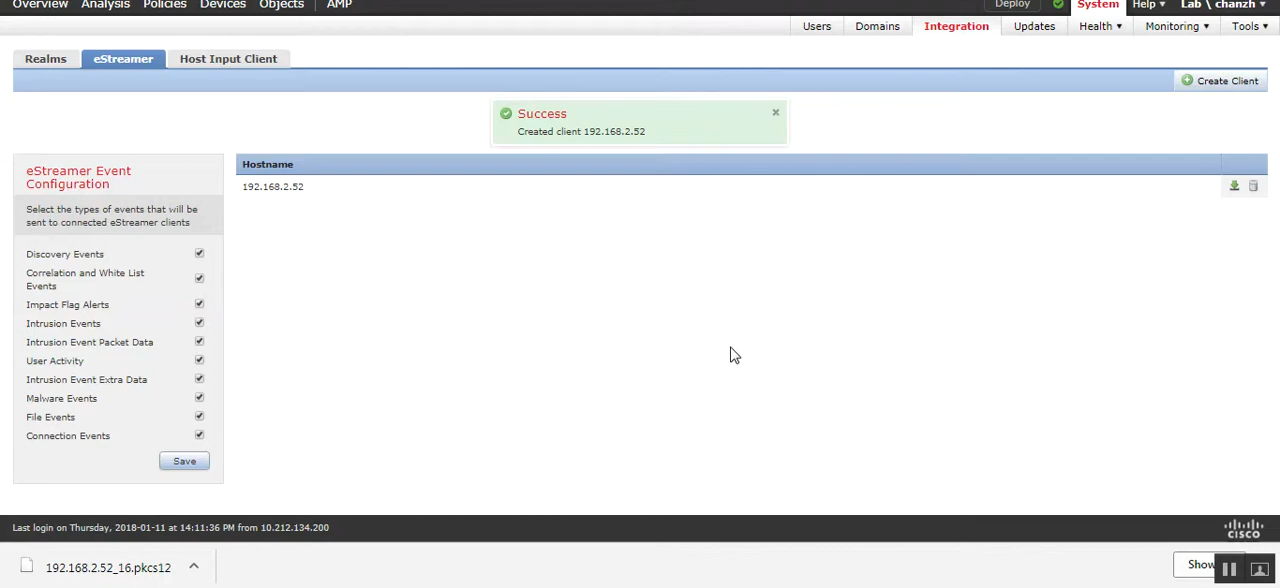 Overview Analysis Policies Devices Objects AMP Deploy System Help Lab \ chanzh
Users Domains Integration Updates Health Monitoring Tools
Realms eStreamer Host Input Client
Create Client
Success
Created client 192.168.2.52
eStreamer Event
Configuration
Select the types of events that will be
sent to connected eStreamer clients
Discovery Events
Correlation and White List
Events
Impact Flag Alerts
Intrusion Events
Intrusion Event Packet Data
User Activity
Intrusion Event Extra Data
Malware Events
File Events
Connection Events
Save
Hostname
192.168.2.52
Last login on Thursday, 2018-01-11 at 14:11:36 PM from 10.212.134.200
CISCO
192.168.2.52_16.pkcs12
Show